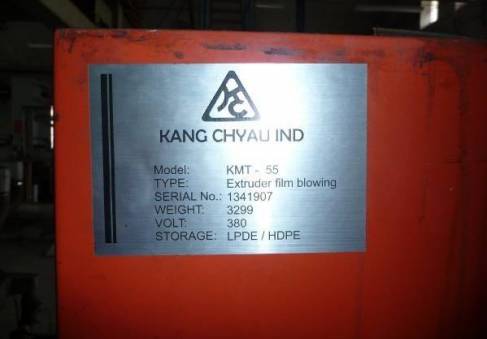 KC
KANG CHYAU IND
Model: KMT - 55
TYPE: Extruder film blowing
SERIAL No.: 1341907
WEIGHT: 3299
VOLT: 380
STORAGE: LPDE / HDPE